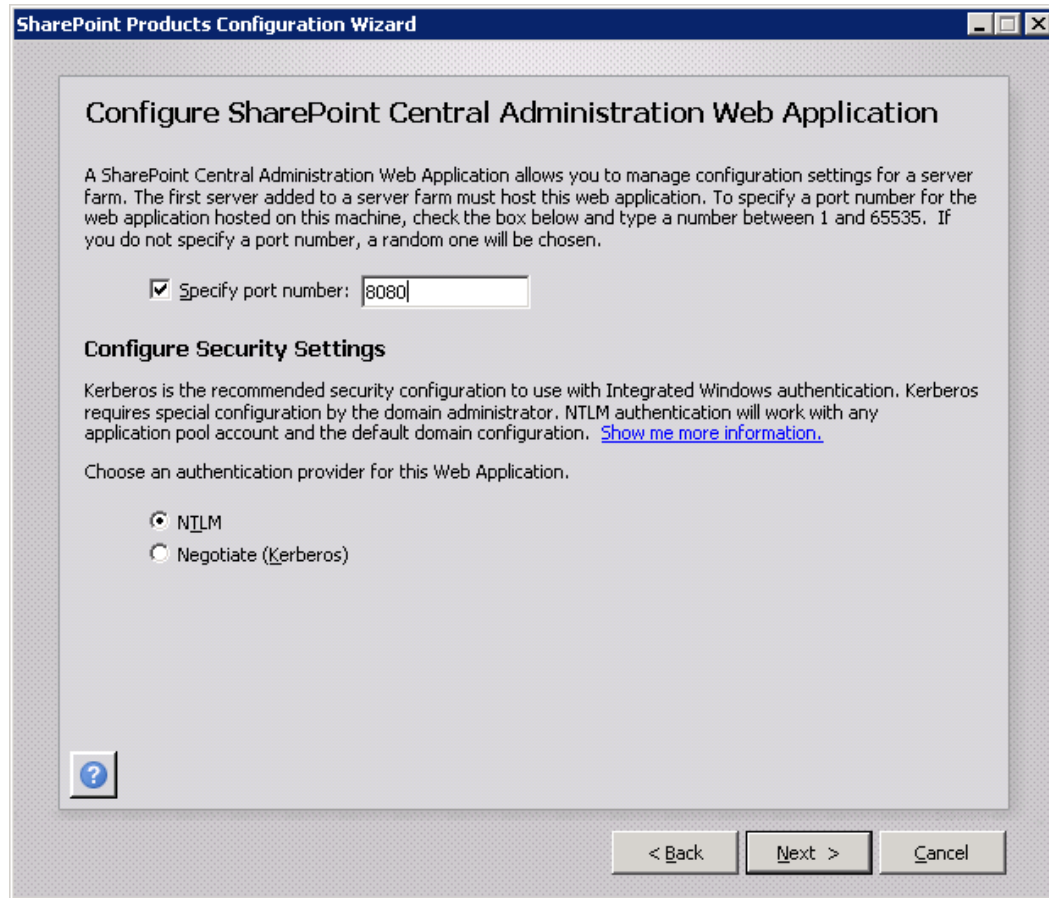 SharePoint Products Configuration Wizard
Configure SharePoint Central Administration Web Application
A SharePoint Central Administration Web Application allows you to manage configuration settings for a server
farm. The first server added to a server farm must host this web application. To specify a port number for the
web application hosted on this machine, check the box below and type a number between 1 and 65535.  If
you do not specify a port number, a random one will be chosen.
Specify port number: 8080
Configure Security Settings
Kerberos is the recommended security configuration to use with Integrated Windows authentication. Kerberos
requires special configuration by the domain administrator. NTLM authentication will work with any
application pool account and the default domain configuration.  Show me more information.
Choose an authentication provider for this Web Application.
NTLM
Negotiate (Kerberos)
?
< Back Next > Cancel